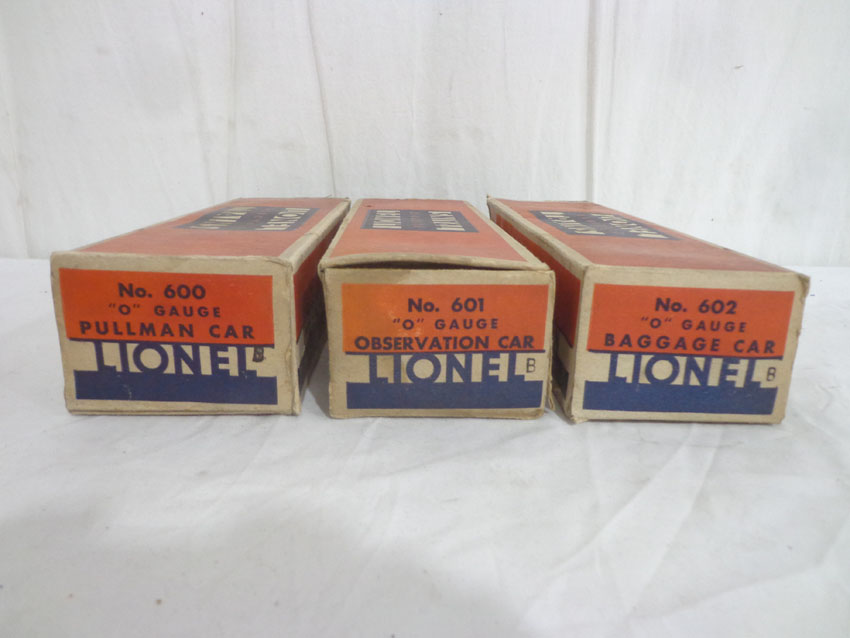 No. 600
"O" GAUGE
PULLMAN CAR
LIONEL B
No. 601
"O" GAUGE
OBSERVATION CAR
LIONEL B
No. 602
"O" GAUGE
BAGGAGE CAR
LIONEL B